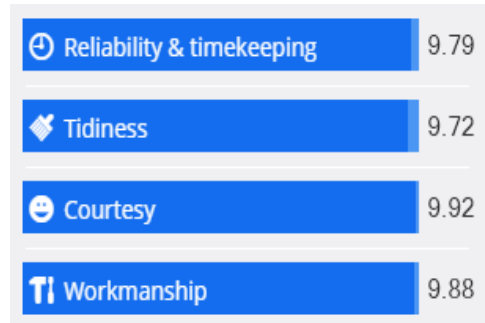 Reliability & timekeeping 9.79
Tidiness 9.72
Courtesy 9.92
Workmanship 9.88